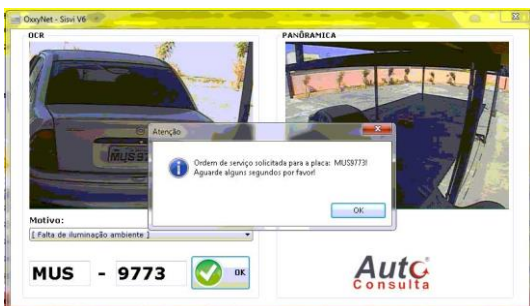 OxxyNet - Sisvi V6
OCR
PANÔRAMICA
MUS97
Atenção
Ordem de serviço solicitada para a placa: MUS9773!
Aguarde alguns segundos por favor!
OK
Motivo:
[ Falta de iluminação ambiente ]
MUS - 9773
OK
Auto
Consulta